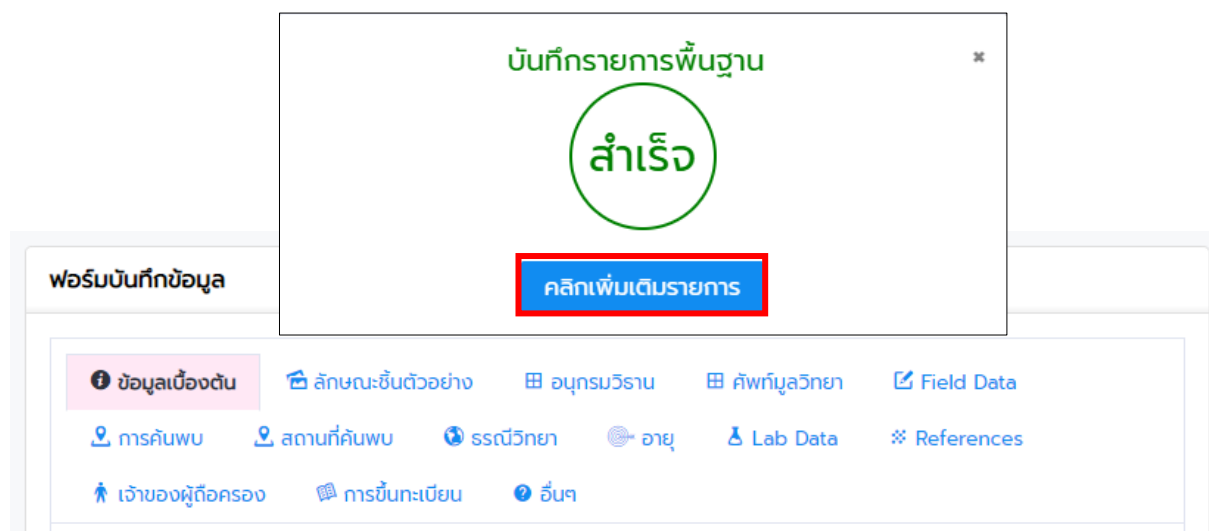 บันทึกรายการพื้นฐาน
สำเร็จ
คลิกเพิ่มเติมรายการ
ฟอร์มบันทึกข้อมูล
ข้อมูลเบื้องต้น ลักษณะชิ้นตัวอย่าง อนุกรมวิธาน ศัพท์มูลวิทยา Field Data
การค้นพบ สถานที่ค้นพบ ธรณีวิทยา อายุ Lab Data References
เจ้าของผู้ถือครอง การขึ้นทะเบียน อื่นๆ